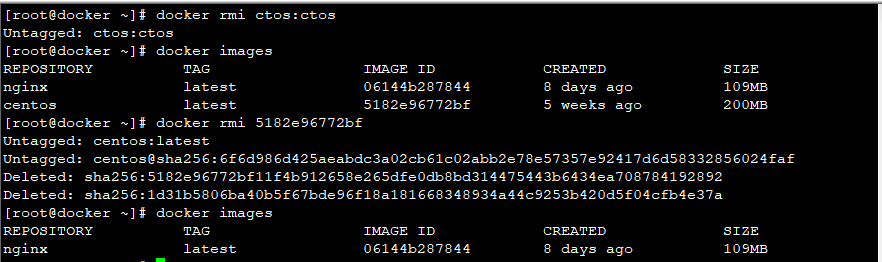 [root@docker ~]# docker rmi ctos:ctos
Untagged: ctos:ctos
[root@docker ~]# docker images
REPOSITORY TAG IMAGE ID CREATED SIZE
nginx latest 06144b287844 8 days ago 109MB
centos latest 5182e96772bf 5 weeks ago 200MB
[root@docker ~]# docker rmi 5182e96772bf
Untagged: centos:latest
Untagged: centos@sha256:6f6d986d425aeabdc3a02cb61c02abb2e78e57357e92417d6d58332856024faf
Deleted: sha256:5182e96772bf11f4b912658e265dfe0db8bd314475443b6434ea708784192892
Deleted: sha256:1d31b5806ba40b5f67bde96f18a181668348934a44c9253b420d5f04cfb4e37a
[root@docker ~]# docker images
REPOSITORY TAG IMAGE ID CREATED SIZE
nginx latest 06144b287844 8 days ago 109MB